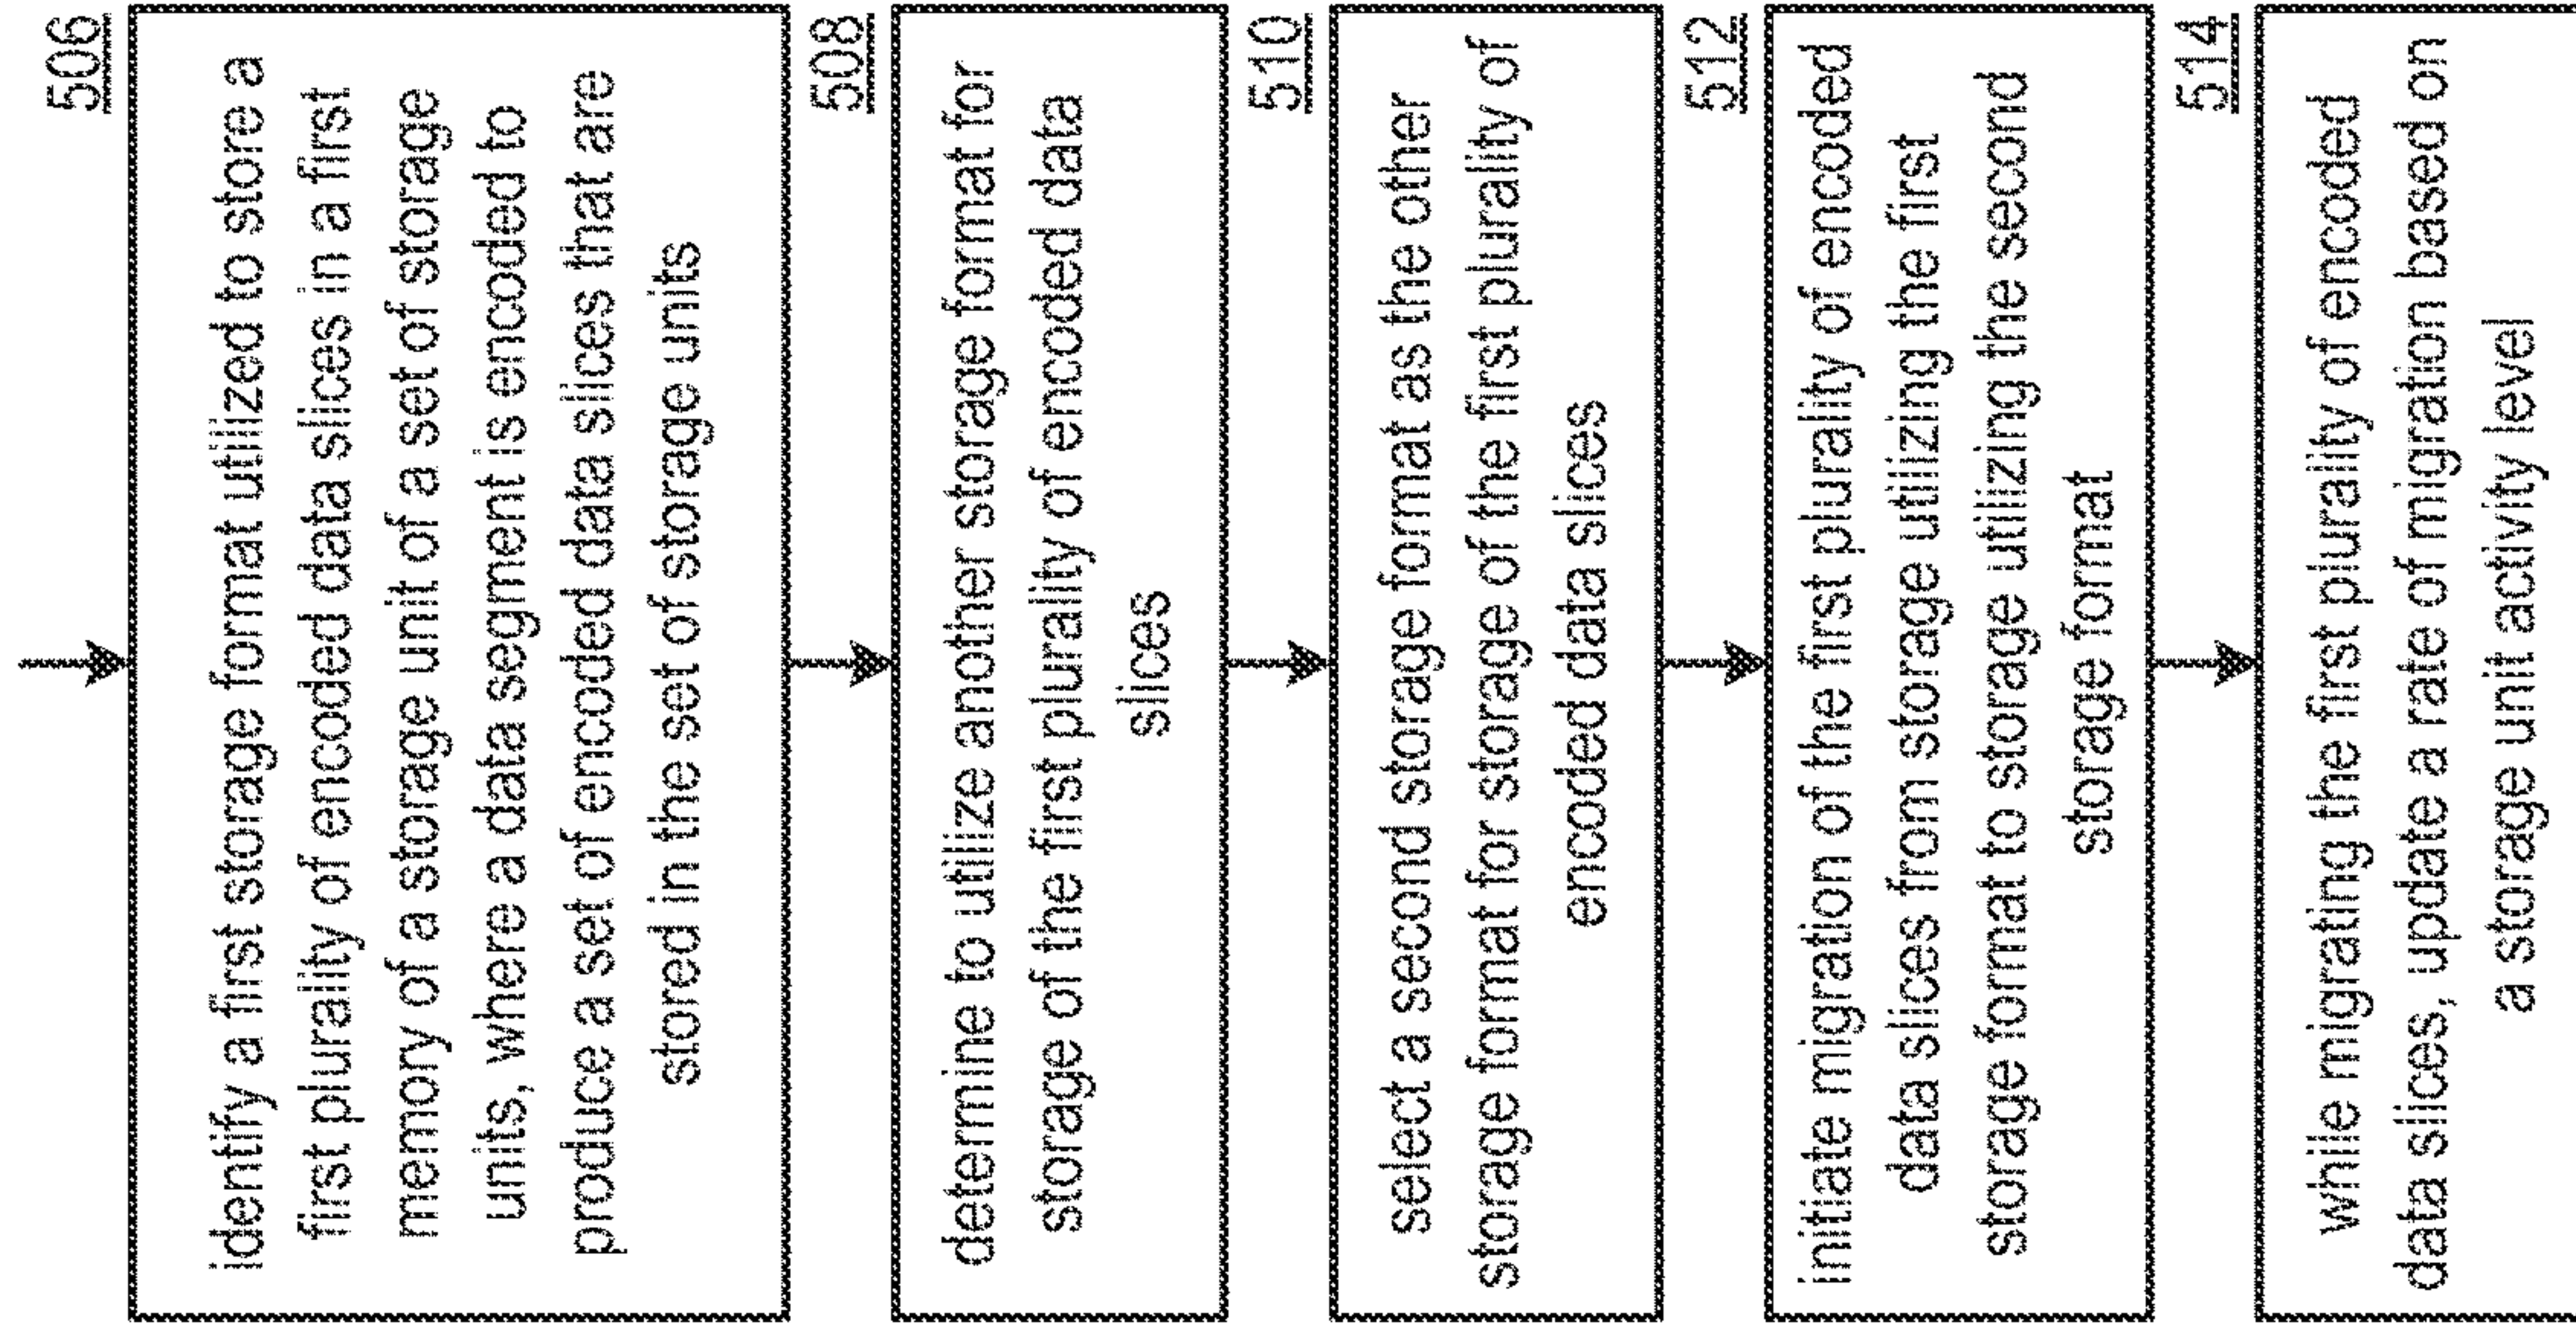 506
identify a first storage format utilized to store a
first plurality of encoded data slices in a first
memory of a storage unit of a set of storage
units, where a data segment is encoded to
produce a set of encoded data slices that are
stored in the set of storage units
508
determine to utilize another storage format for
storage of the first plurality of encoded data
slices
510
select a second storage format as the other
storage format for storage of the first plurality of
encoded data slices
512
initiate migration of the first plurality of encoded
data slices from storage utilizing the first
storage format to storage utilizing the second
storage format
514
while migrating the first plurality of encoded
data slices, update a rate of migration based on
a storage unit activity level